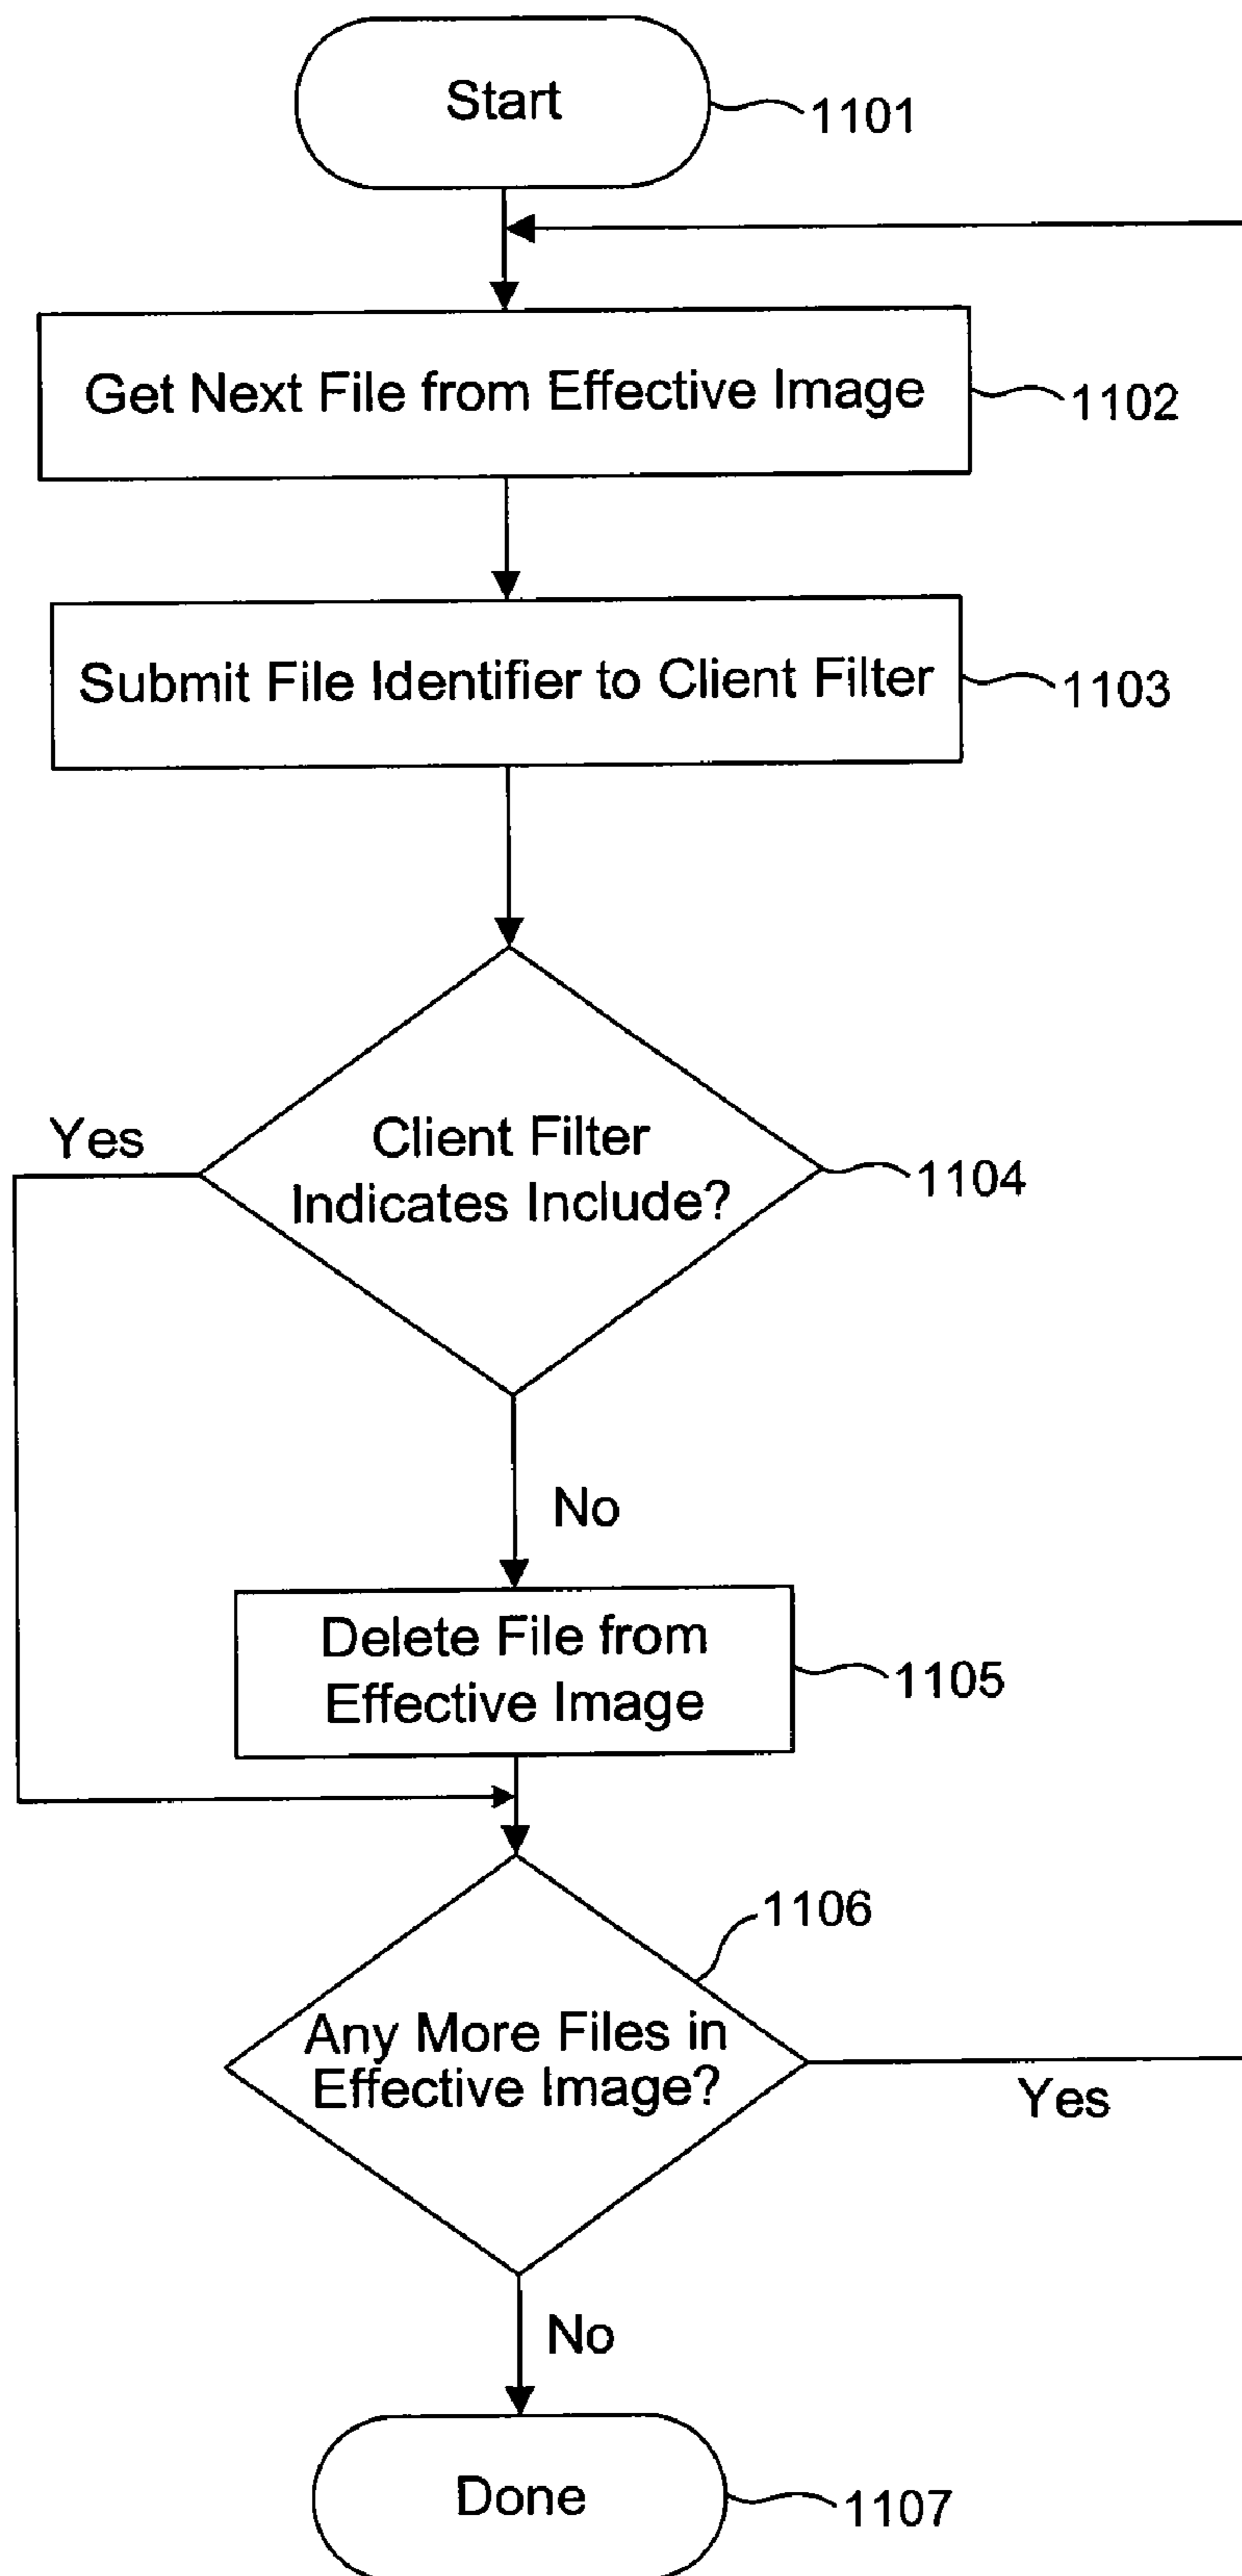 Start
1101
Get Next File from Effective Image
1102
Submit File Identifier to Client Filter
1103
Yes
Client Filter
Indicates Include?
1104
No
Delete File from
Effective Image
1105
1106
Any More Files in
Effective Image?
Yes
No
Done
1107